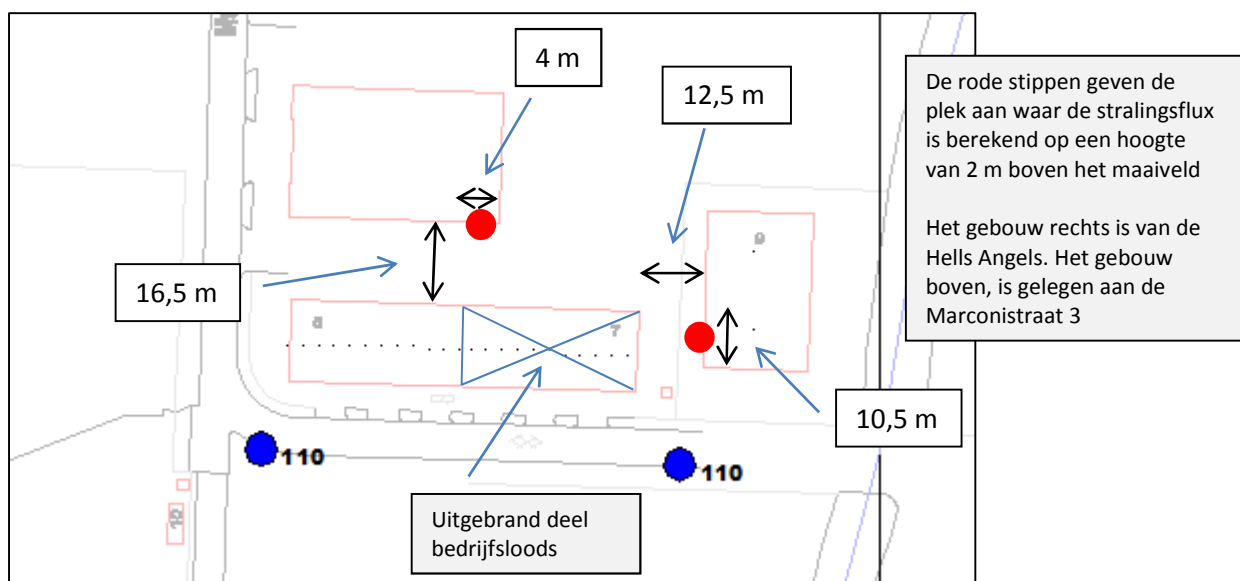 4 m
12,5 m
De rode stippen geven de
plek aan waar de stralingsflux
is berekend op een hoogte
van 2 m boven het maaiveld
Het gebouw rechts is van de
Hells Angels. Het gebouw
boven, is gelegen aan de
Marconistraat 3
16,5 m
9
7
10,5 m
110
110
Uitgebrand deel
bedrijfsloods